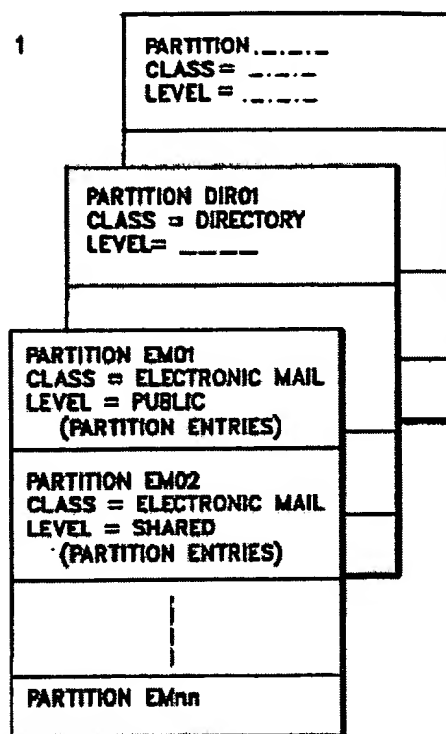 1
PARTITION _._._._
CLASS = _._._._
LEVEL = _._._._
PARTITION DIR01
CLASS = DIRECTORY
LEVEL= _ _ _ _
PARTITION EM01
CLASS = ELECTRONIC MAIL
LEVEL = PUBLIC
(PARTITION ENTRIES)
PARTITION EM02
CLASS = ELECTRONIC MAIL
LEVEL = SHARED
(PARTITION ENTRIES)
PARTITION EMnn